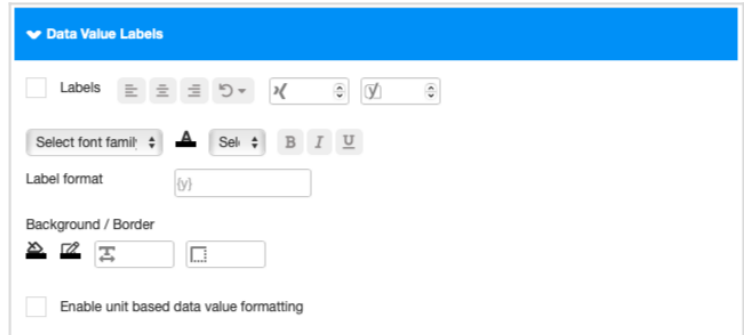 Data Value Labels
Labels
Select font famil Sel B I U
Label format
{y}
Background / Border
Enable unit based data value formatting